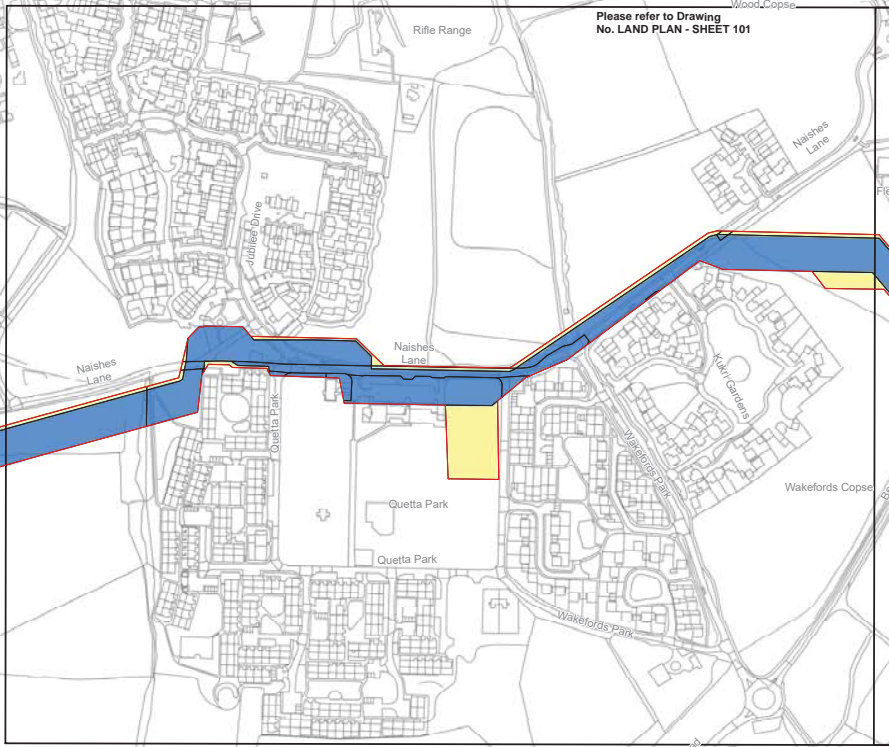 Wood Copse
Please refer to Drawing
No. LAND PLAN - SHEET 101
Rifle Range
Naishes
Lane
Jubilee Drive
Naishes
Lane
Naishes
Lane
Kukri Gardens
Quetta Park
Wakefords Park
Wakefords Copse
Quetta Park
Quetta Park
Wakefords Park